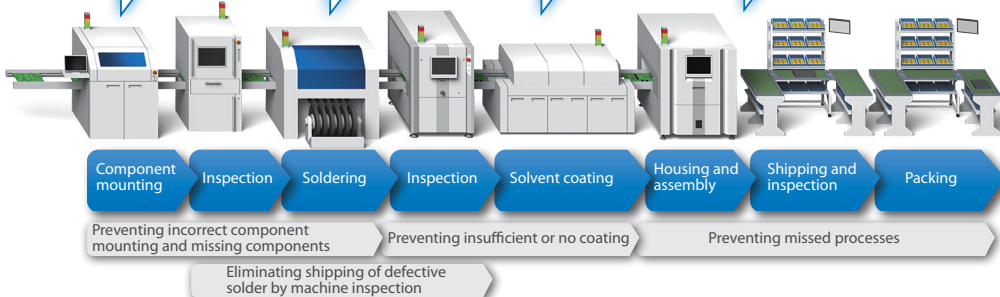 Component
mounting
Inspection
Soldering
Inspection
Solvent coating
Housing and
assembly
Shipping and
inspection
Packing
Preventing incorrect component
mounting and missing components
Preventing insufficient or no coating
Preventing missed processes
Eliminating shipping of defective
solder by machine inspection